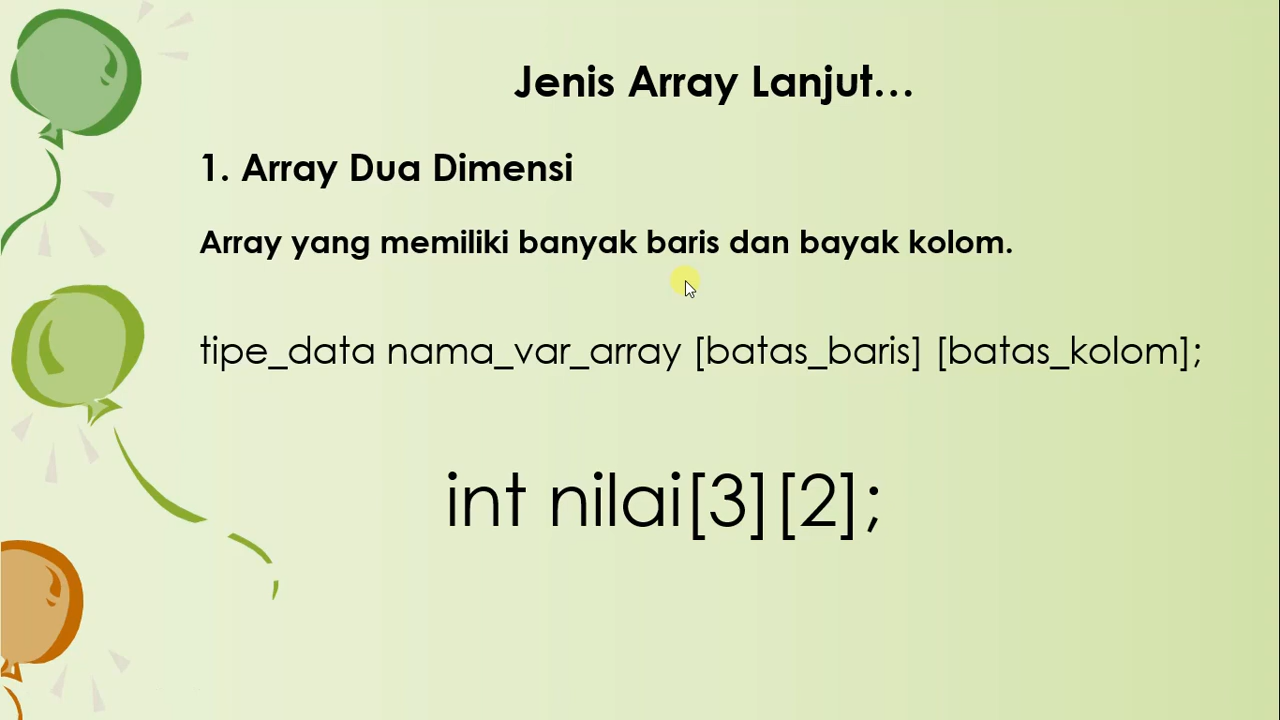 Jenis Array Lanjut…
1. Array Dua Dimensi
Array yang memiliki banyak baris dan bayak kolom.
tipe_data nama_var_array [batas_baris] [batas_kolom];
int nilai[3][2];